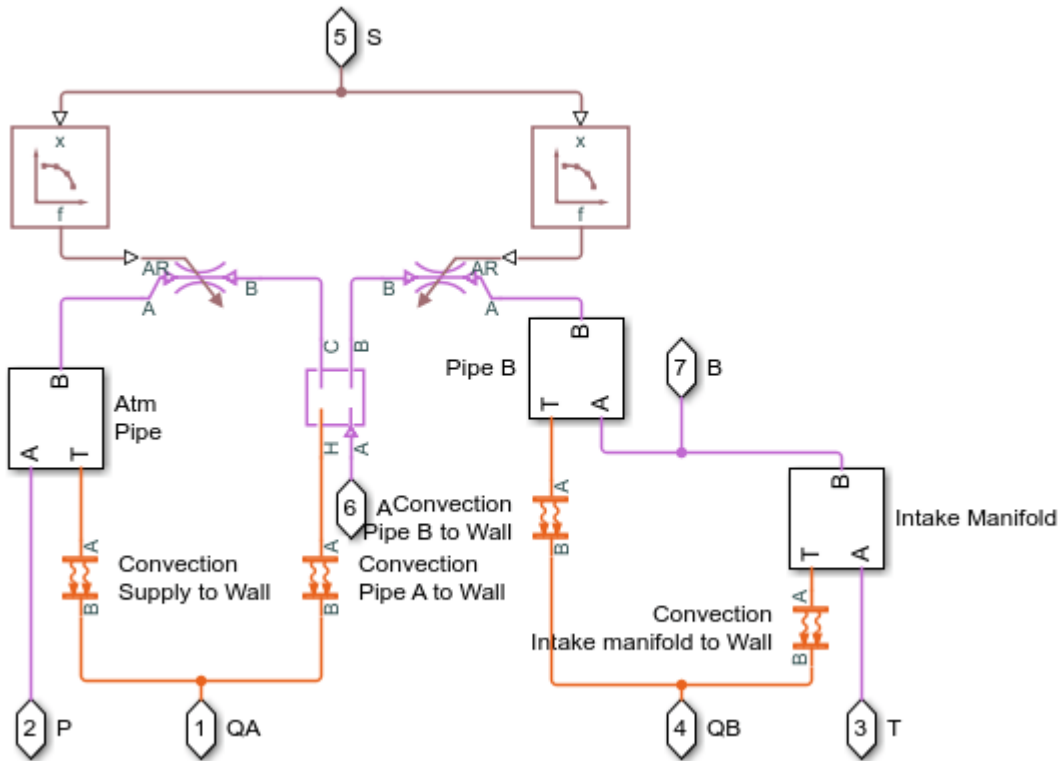 5 S
x
x
f
f
AR
B
A
B
AR
A
C
B
H
A
B
A
T
Atm
Pipe
6 A
Pipe B
B
T
A
7 B
B
T
A
Intake Manifold
A
B
Convection
Supply to Wall
A
B
Convection
Pipe A to Wall
A
B
Convection
Pipe B to Wall
A
B
Convection
Intake manifold to Wall
2 P
1 QA
4 QB
3 T